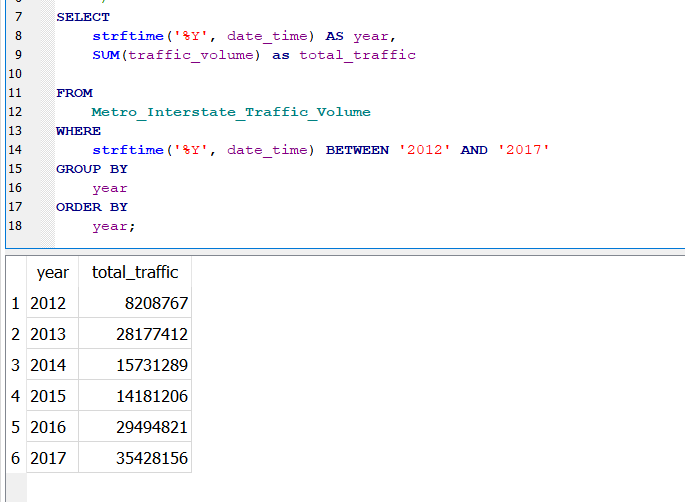 7 SELECT
8 strftime('%Y', date_time) AS year,
9 SUM(traffic_volume) as total_traffic
10
11 FROM
12 Metro_Interstate_Traffic_Volume
13 WHERE
14 strftime('%Y', date_time) BETWEEN '2012' AND '2017'
15 GROUP BY
16 year
17 ORDER BY
18 year;
year total_traffic
1 2012 8208767
2 2013 28177412
3 2014 15731289
4 2015 14181206
5 2016 29494821
6 2017 35428156